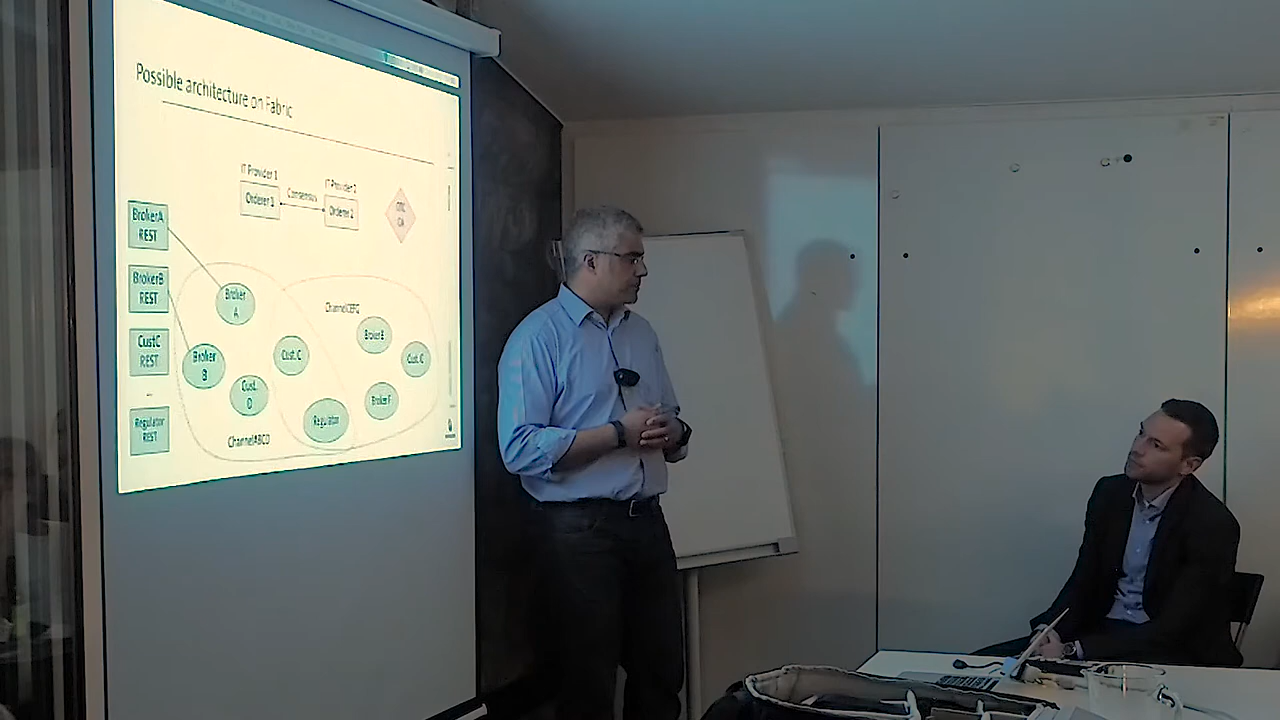 Possible architecture on Fabric
IT Provider 1
Orderer 1
Consensus
IT Provider 2
Orderer 2
CA
BrokerA
REST
BrokerB
REST
CustC
REST
Regulator
REST
Broker
A
Broker
B
Cust.
D
Cust. C
Regulator
ChannelABCD
Broker E
Cust. C
Broker F